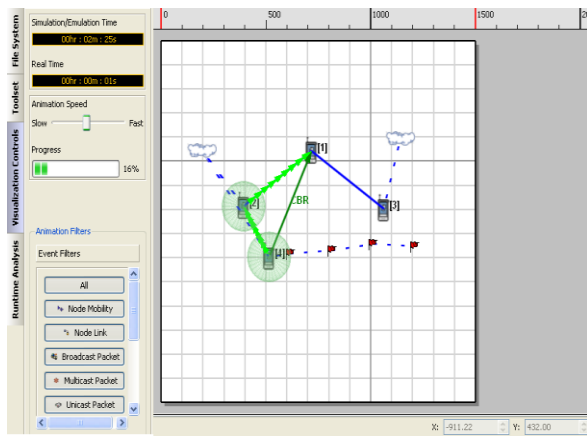 File System
Toolset
Visualization Controls
Runtime Analysis
Simulation/Emulation Time
00hr : 02m : 25s
Real Time
00hr : 00m : 01s
Animation Speed
Slow
Fast
Progress
16%
Animation Filters
Event Filters
All
Node Mobility
Node Link
Broadcast Packet
Multicast Packet
Unicast Packet
0
500
1000
1500
[1]
[2]
[3]
CBR
X: -911.22
Y: 432.00